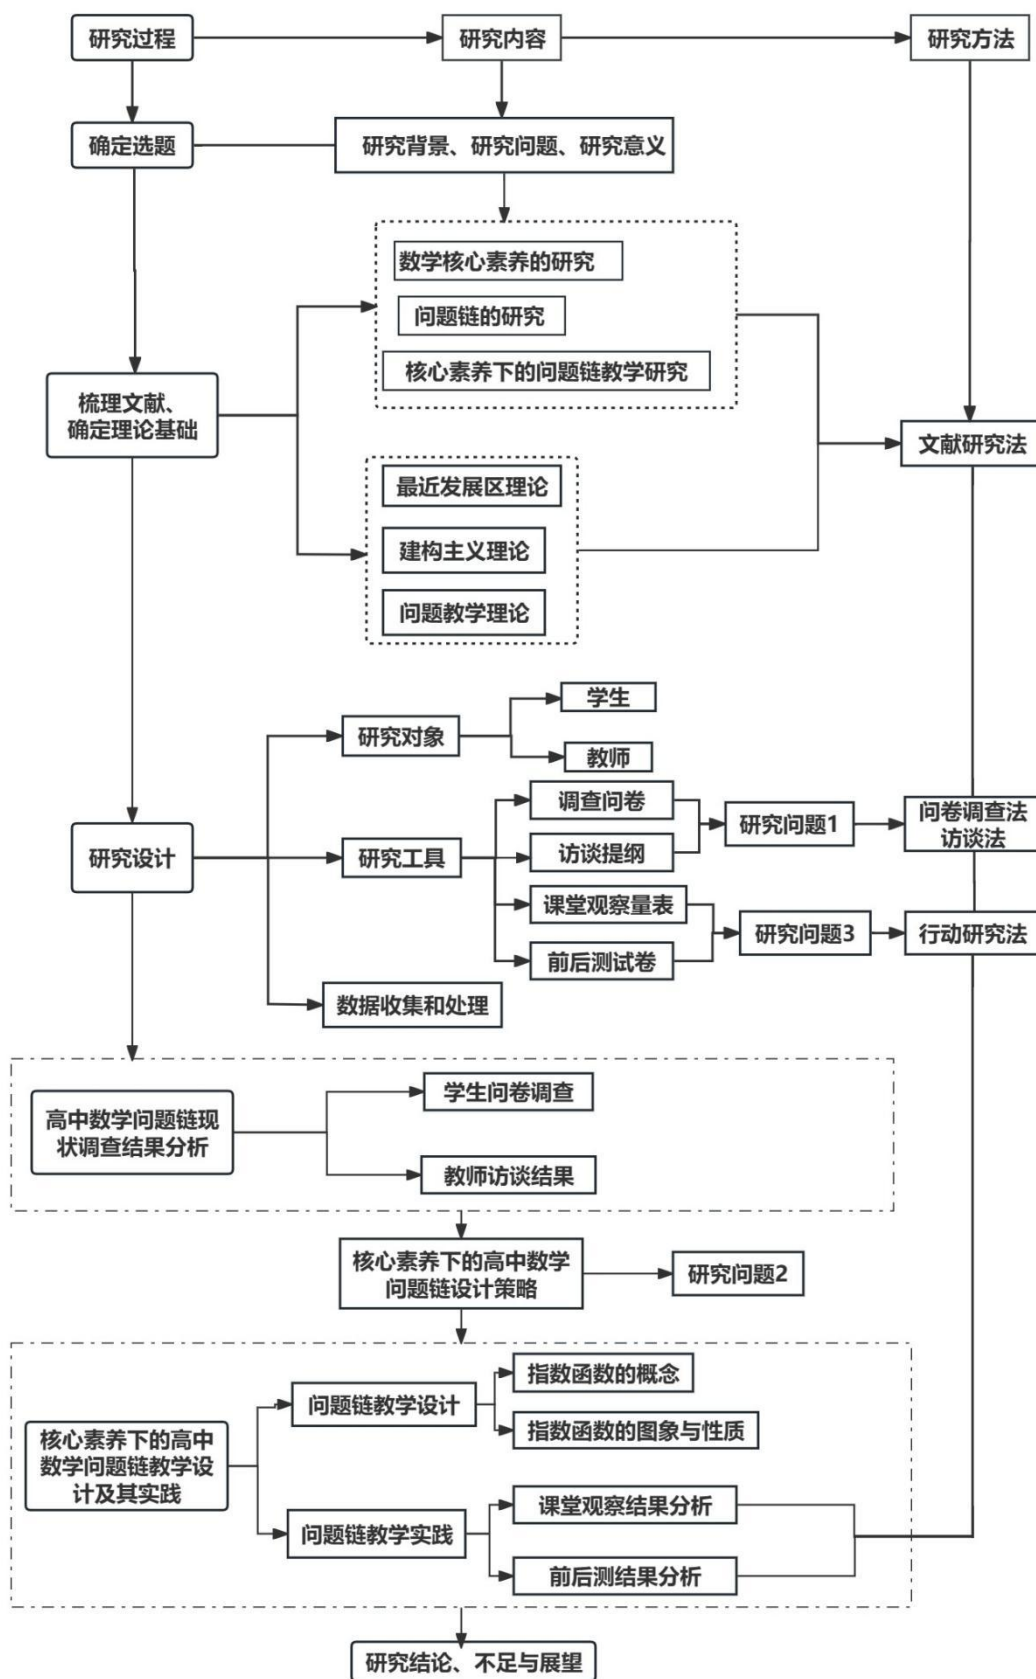 研究过程
研究内容
研究方法
确定选题
研究背景、研究问题、研究意义
数学核心素养的研究
问题链的研究
核心素养下的问题链教学研究
梳理文献、
确定理论基础
文献研究法
最近发展区理论
建构主义理论
问题教学理论
学生
研究对象
教师
调查问卷
研究问题1
问卷调查法
访谈法
研究设计
研究工具
访谈提纲
课堂观察量表
研究问题3
行动研究法
前后测试卷
数据收集和处理
学生问卷调查
高中数学问题链现
状调查结果分析
教师访谈结果
核心素养下的高中数学
问题链设计策略
研究问题2
指数函数的概念
问题链教学设计
指数函数的图象与性质
核心素养下的高中
数学问题链教学设
计及其实践
课堂观察结果分析
问题链教学实践
前后测结果分析
研究结论、不足与展望